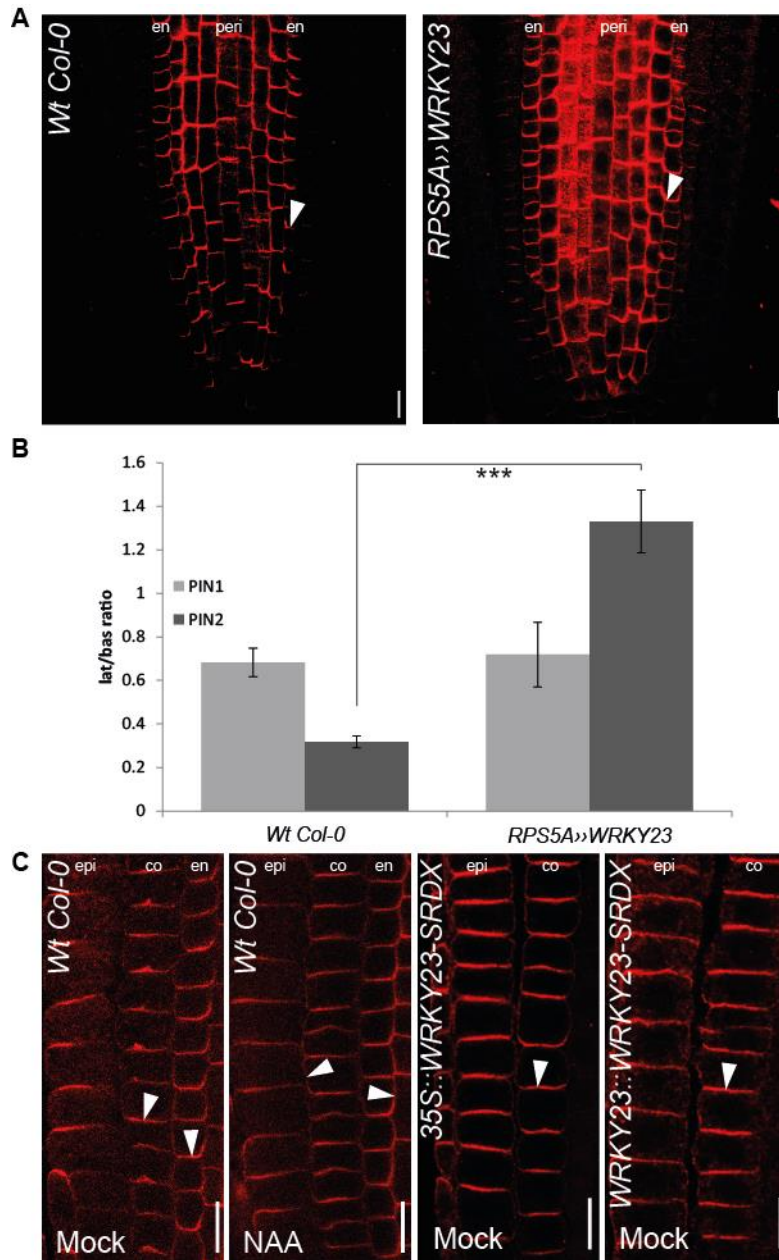 A
Wt Col-0
en peri en
RPS5A»WRKY23
en peri en
B
1.6
1.4
1.2
1
0.8
0.6
0.4
0.2
0
lat/bas ratio
PIN1
PIN2
***
Wt Col-0 RPS5A»WRKY23
C
Wt Col-0
epi co en
Mock
Wt Col-0
epi co en
NAA
35S::WRKY23-SRDX
epi co
Mock
WRKY23::WRKY23-SRDX
epi co
Mock